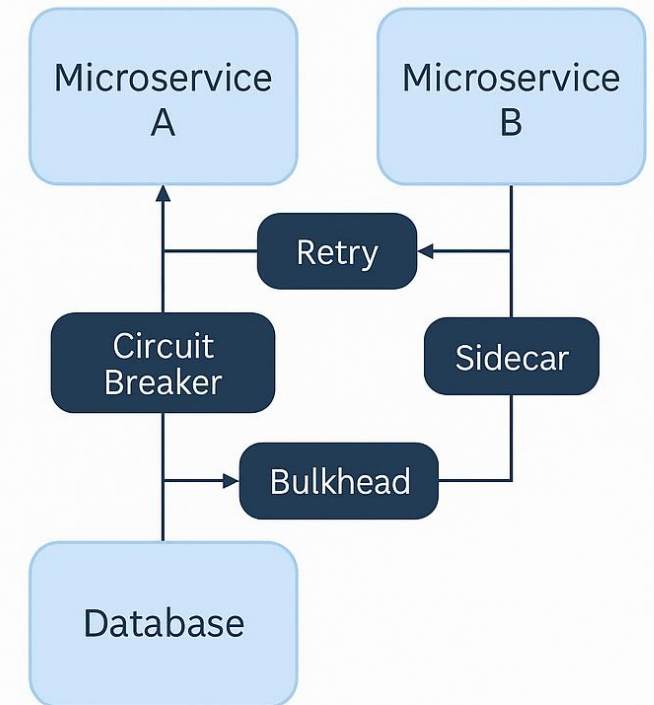 Microservice
A
Microservice
B
Retry
Circuit
Breaker
Sidecar
Bulkhead
Database